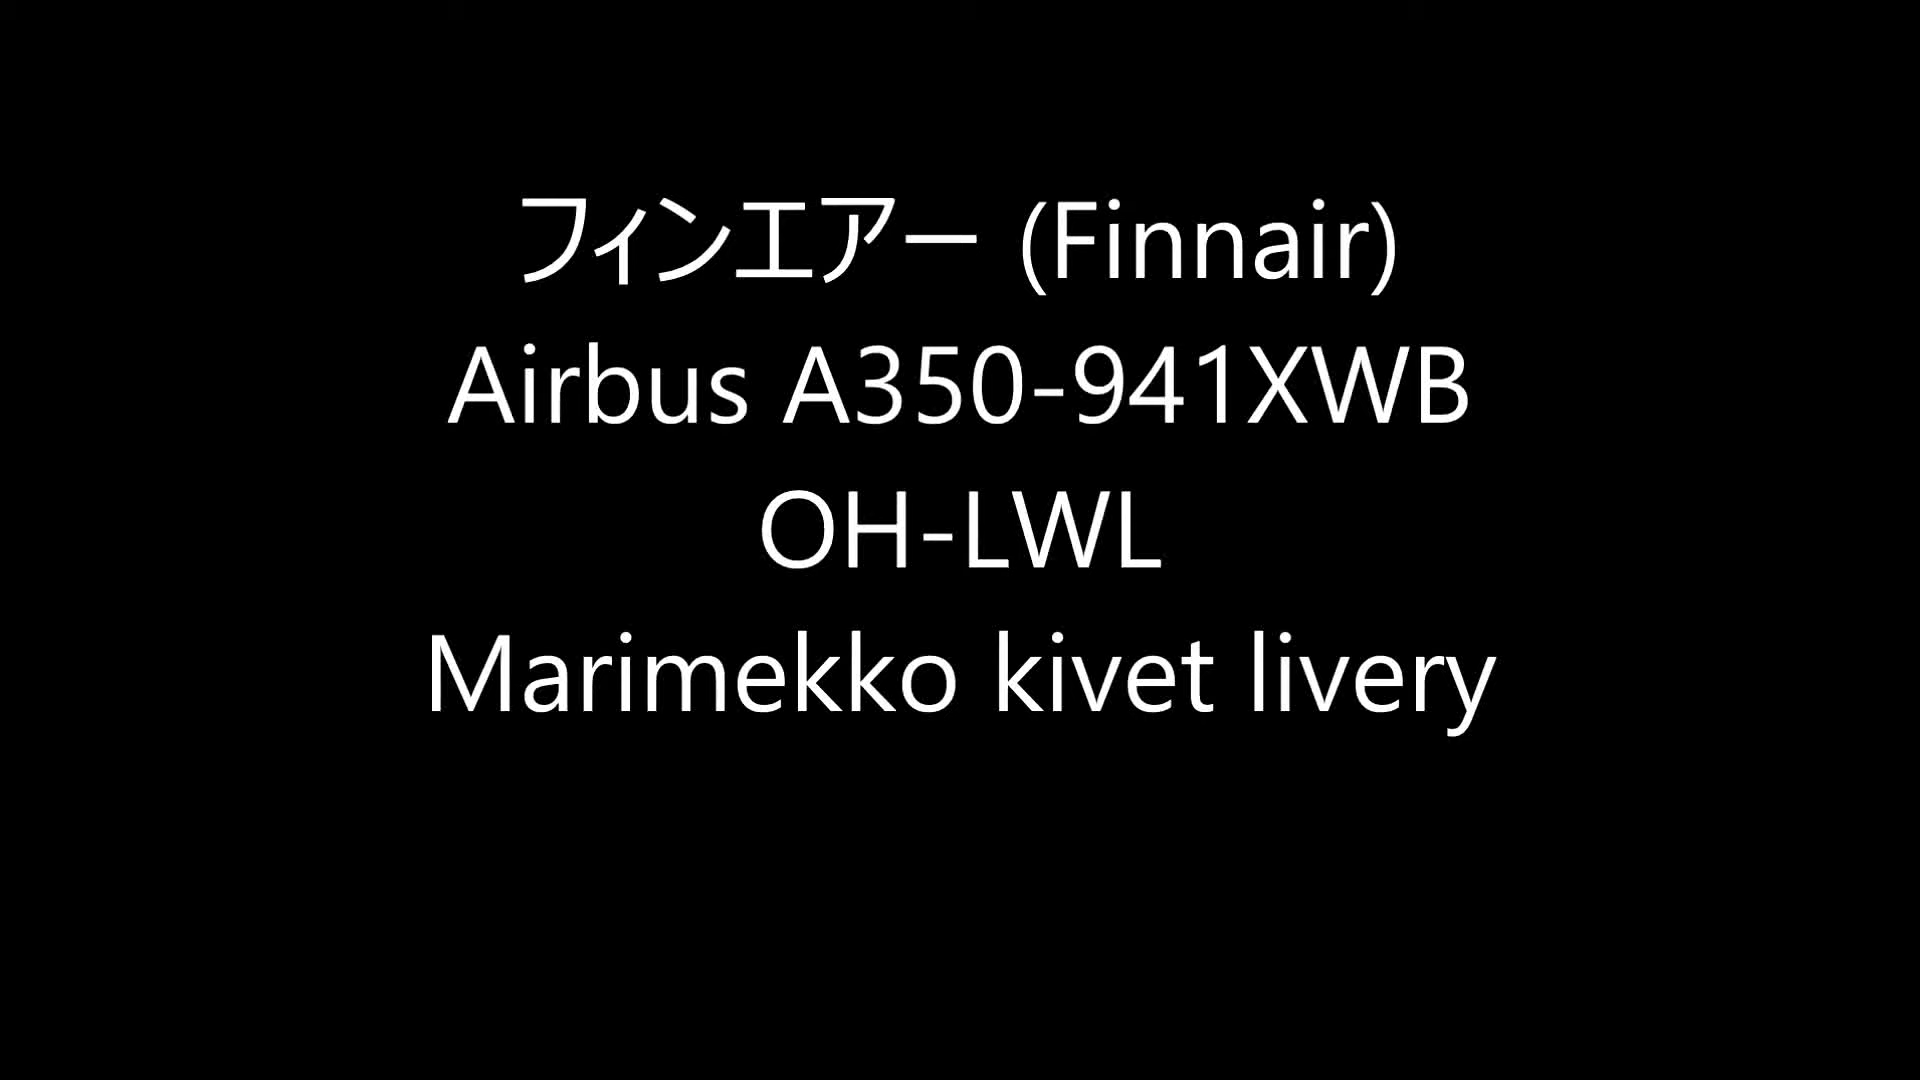 フィンエアー (Finnair)
Airbus A350-941XWB
OH-LWL
Marimekko kivet livery